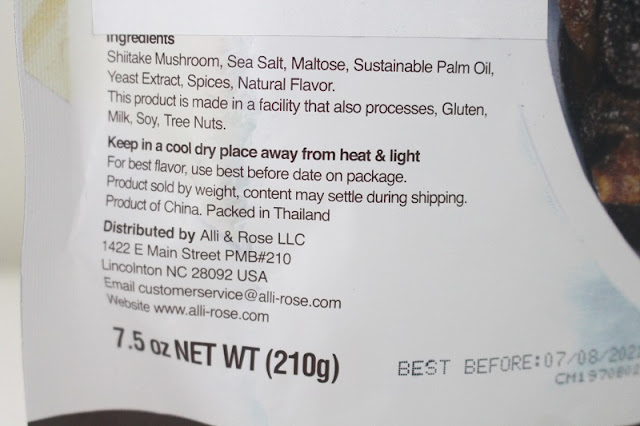 Ingredients
Shiitake Mushroom, Sea Salt, Maltose, Sustainable Palm Oil,
Yeast Extract, Spices, Natural Flavor.
This product is made in a facility that also processes, Gluten,
Milk, Soy, Tree Nuts.
Keep in a cool dry place away from heat & light
For best flavor, use best before date on package.
Product sold by weight, content may settle during shipping.
Product of China. Packed in Thailand
Distributed by Alli & Rose LLC
1422 E Main Street PMB#210
Lincolnton NC 28092 USA
Email customerservice@alli-rose.com
Website www.alli-rose.com
7.5 oz NET WT (210g)
BEST BEFORE: